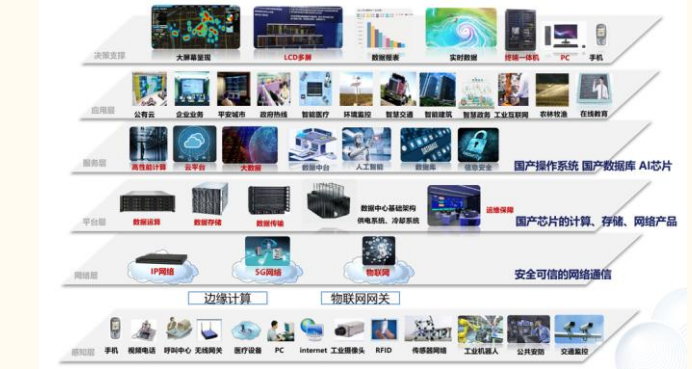 决策支撑
大屏幕呈现 LCD多屏 数据报表 实时数据 终端一体机 PC 手机
应用层
公有云 企业业务 平安城市 政府热线 智能医疗 环境监控 智慧交通 智能建筑 智慧政务 工业互联网 农林牧渔 在线教育
服务层
高性能计算 云平台 大数据 数据中台 人工智能 数据库 信息安全
DATABASE
国产操作系统 国产数据库 AI芯片
平台层
数据运算 数据存储 数据传输
数据中心基础架构
供电系统、冷却系统
运维保障
国产芯片的计算、存储、网络产品
网络层
IP网络 5G网络 物联网
安全可信的网络通信
边缘计算 物联网网关
感知层
手机 视频电话 呼叫中心 无线网关 医疗设备 PC internet 工业摄像头 RFID 传感器网络 工业机器人 公共安防 交通监控